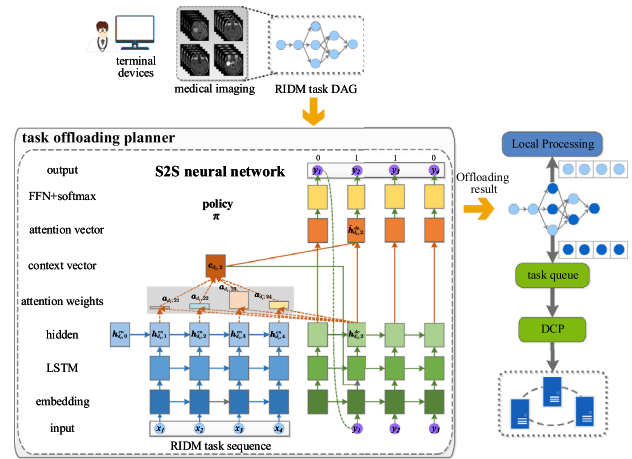 terminal
devices
medical imaging
RIDM task DAG
task offloading planner
output
S2S neural network
0 1 1 0
y1 y2 y3 y4
FFN+softmax
policy
π
attention vector
context vector
attention weights
hidden
LSTM
embedding
input
x1 x2 x3 x4
y1 y2 y3
RIDM task sequence
Offloading
result
Local Processing
task queue
DCP